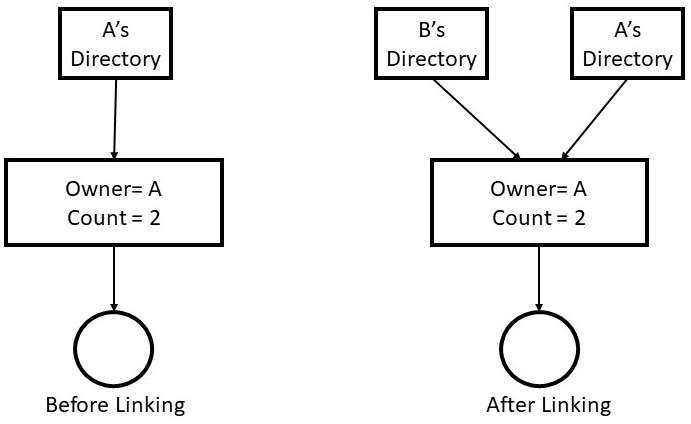 A’s
Directory
B’s
Directory
A’s
Directory
Owner= A
Count = 2
Owner= A
Count = 2
Before Linking
After Linking